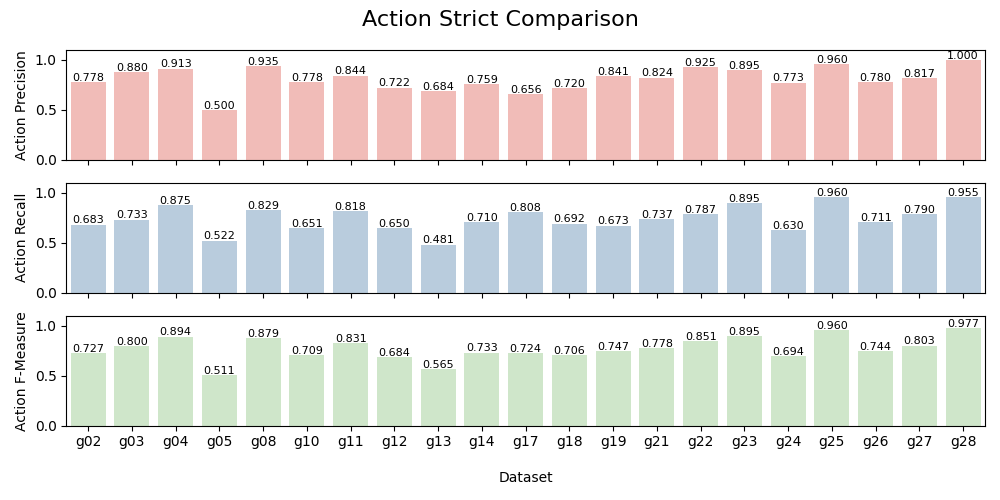 Action Strict Comparison
Action Precision
1.0
0.5
0.0
0.778 0.880 0.913 0.500 0.935 0.778 0.844 0.722 0.684 0.759 0.656 0.720 0.841 0.824 0.925 0.895 0.773 0.960 0.780 0.817 1.000
Action Recall
1.0
0.5
0.0
0.683 0.733 0.875 0.522 0.829 0.651 0.818 0.650 0.481 0.710 0.808 0.692 0.673 0.737 0.787 0.895 0.630 0.960 0.711 0.790 0.955
Action F-Measure
1.0
0.5
0.0
0.727 0.800 0.894 0.511 0.879 0.709 0.831 0.684 0.565 0.733 0.724 0.706 0.747 0.778 0.851 0.895 0.694 0.960 0.744 0.803 0.977
g02 g03 g04 g05 g08 g10 g11 g12 g13 g14 g17 g18 g19 g21 g22 g23 g24 g25 g26 g27 g28
Dataset